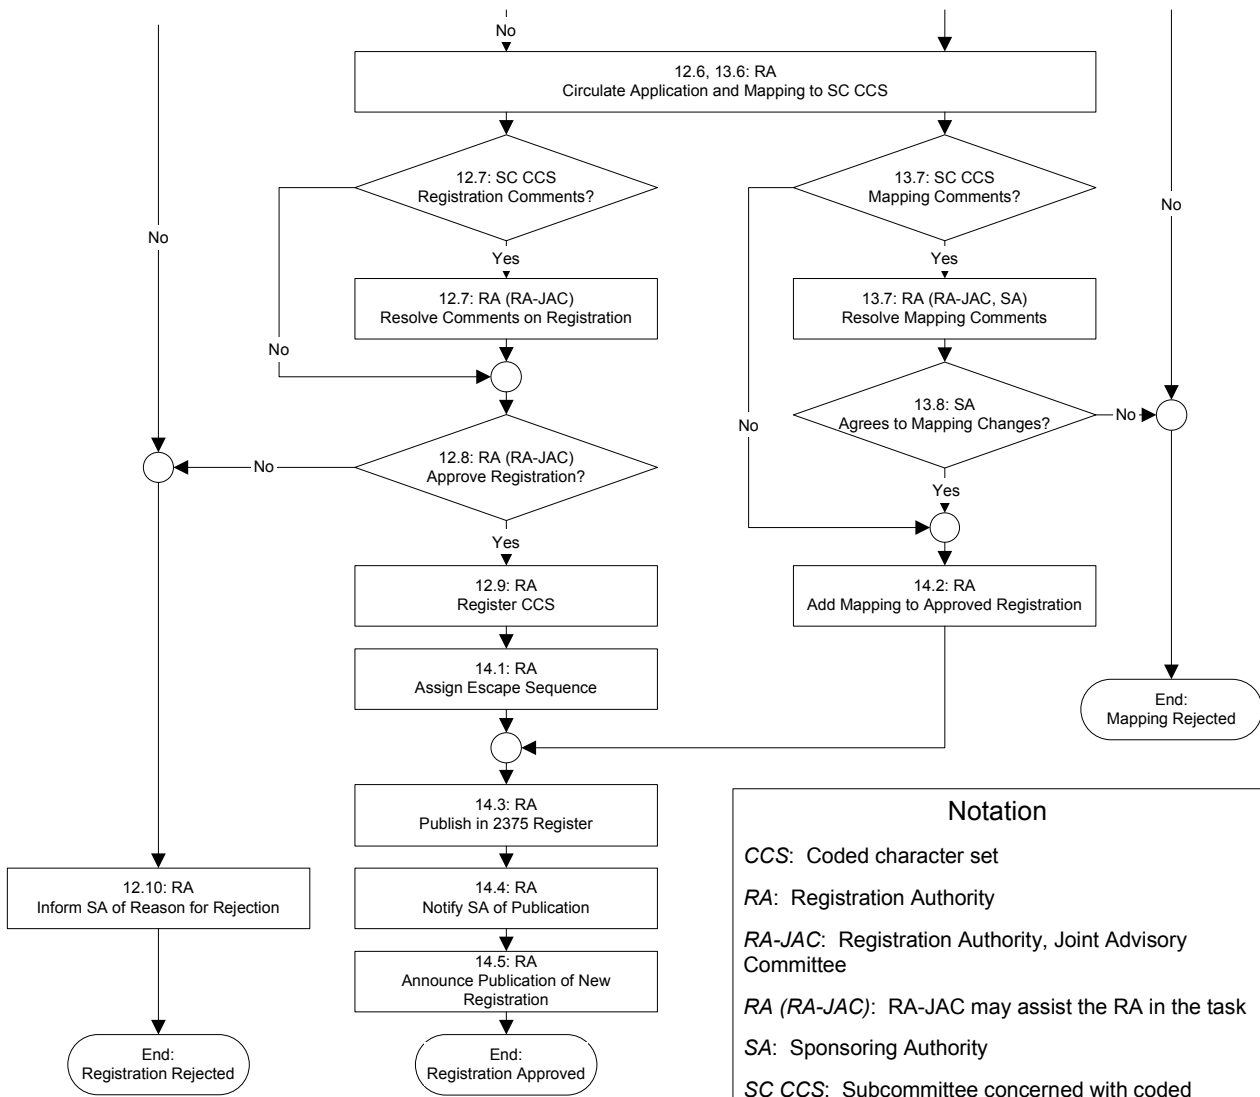 No
12.6, 13.6: RA
Circulate Application and Mapping to SC CCS
12.7: SC CCS
Registration Comments?
13.7: SC CCS
Mapping Comments?
No
No
Yes
Yes
12.7: RA (RA-JAC)
Resolve Comments on Registration
13.7: RA (RA-JAC, SA)
Resolve Mapping Comments
No
13.8: SA
Agrees to Mapping Changes?
No
No
12.8: RA (RA-JAC)
Approve Registration?
No
Yes
Yes
12.9: RA
Register CCS
14.2: RA
Add Mapping to Approved Registration
14.1: RA
Assign Escape Sequence
End:
Mapping Rejected
14.3: RA
Publish in 2375 Register
12.10: RA
Inform SA of Reason for Rejection
14.4: RA
Notify SA of Publication
14.5: RA
Announce Publication of New
Registration
End:
Registration Rejected
End:
Registration Approved
Notation
CCS: Coded character set
RA: Registration Authority
RA-JAC: Registration Authority, Joint Advisory
Committee
RA (RA-JAC): RA-JAC may assist the RA in the task
SA: Sponsoring Authority
SC CCS: Subcommittee concerned with coded